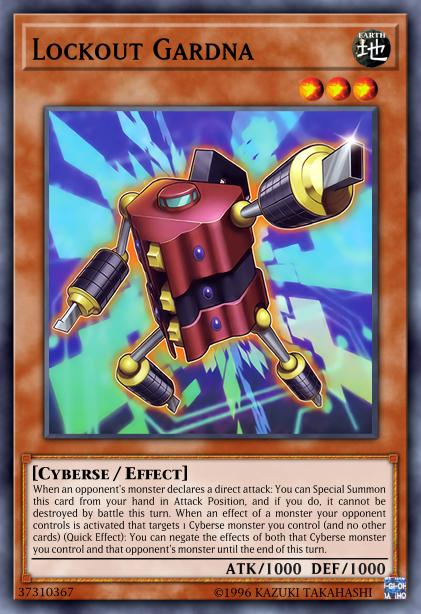 LOCKOUT GARDNA
EARTH
地
[CYBERSE / EFFECT]
When an opponent's monster declares a direct attack: You can Special Summon
this card from your hand in Attack Position, and if you do, it cannot be
destroyed by battle this turn. When an effect of a monster your opponent
controls is activated that targets 1 Cyberse monster you control (and no other
cards) (Quick Effect): You can negate the effects of both that Cyberse monster
you control and that opponent's monster until the end of this turn.
ATK/1000 DEF/1000
37310367 ©1996 KAZUKI TAKAHASHI